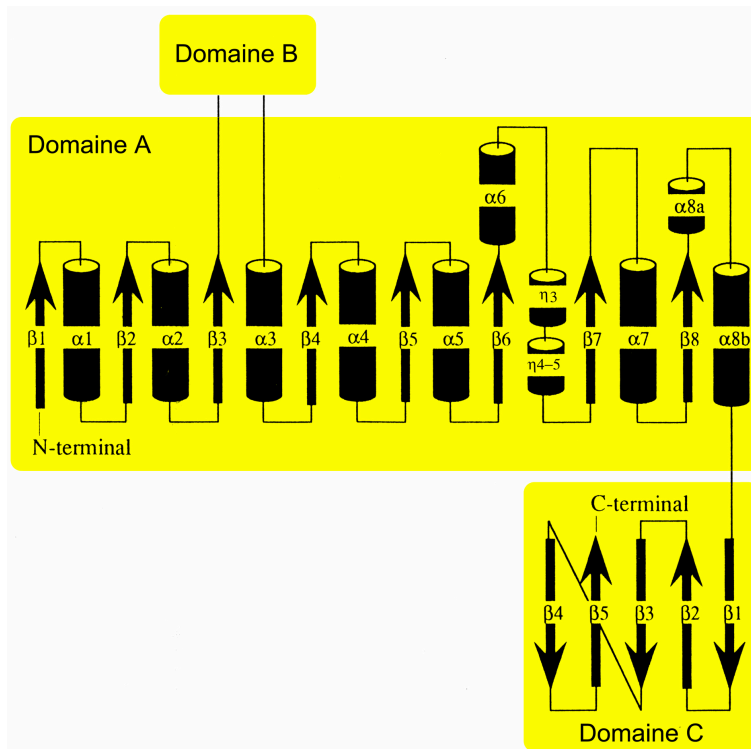 Domaine B
Domaine A
α6
α8a
η3
β1 α1 β2 α2 β3 α3 β4 α4 β5 α5 β6 β7 α7 β8 α8b
η4–5
N-terminal
C-terminal
β4 β5 β3 β2 β1
Domaine C